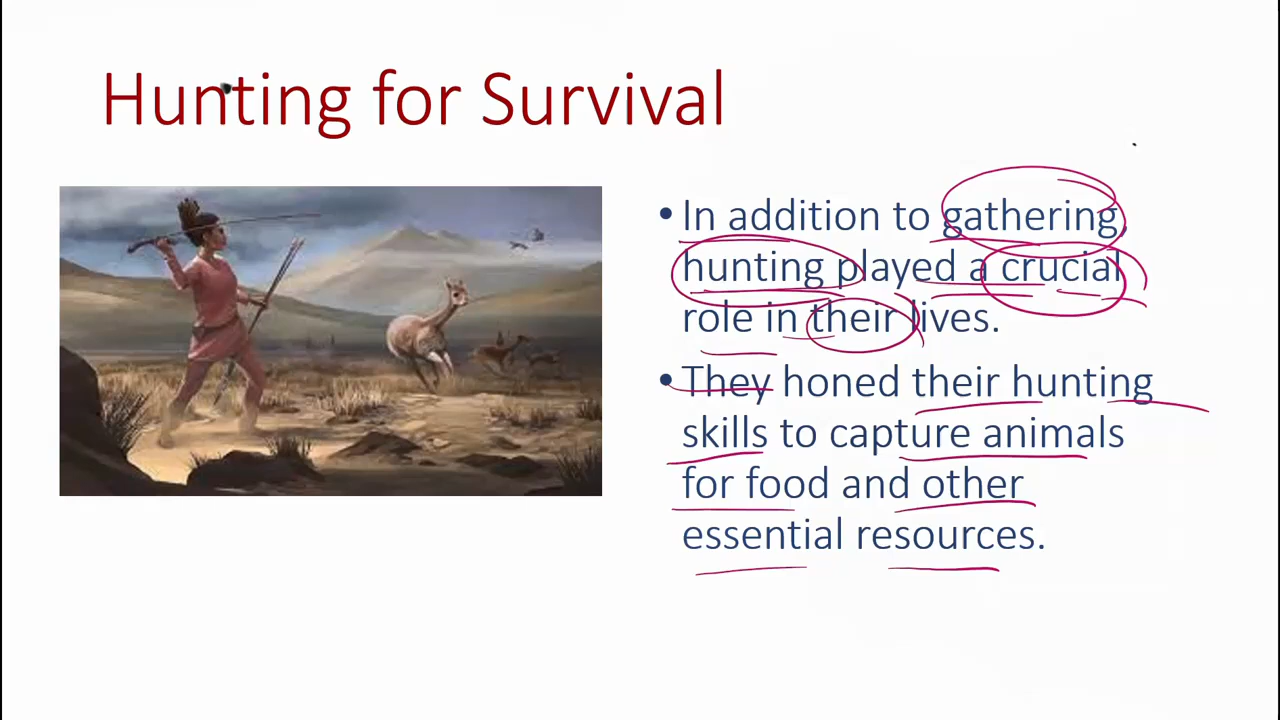 Hunting for Survival
• In addition to gathering,
hunting played a crucial
role in their lives.
• They honed their hunting
skills to capture animals
for food and other
essential resources.